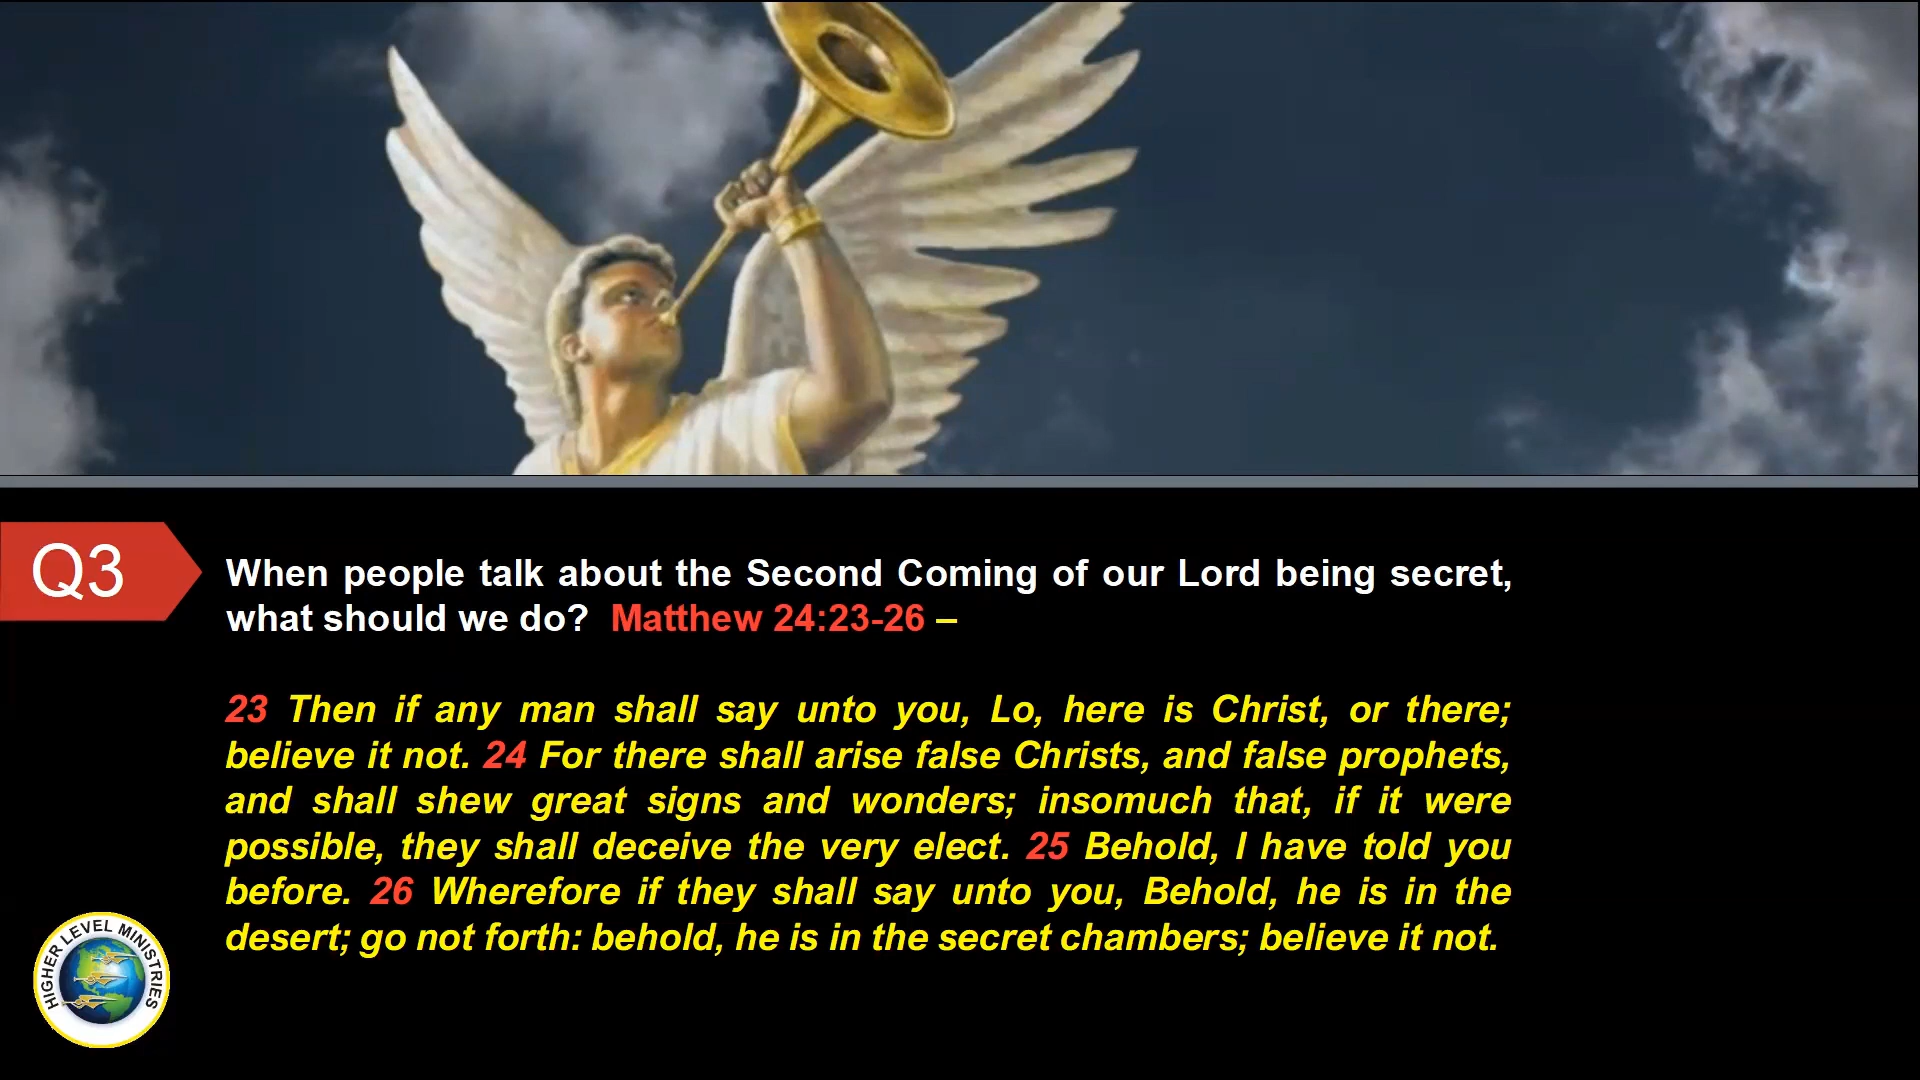 Q3
When people talk about the Second Coming of our Lord being secret,
what should we do? Matthew 24:23-26 –
23 Then if any man shall say unto you, Lo, here is Christ, or there;
believe it not. 24 For there shall arise false Christs, and false prophets,
and shall shew great signs and wonders; insomuch that, if it were
possible, they shall deceive the very elect. 25 Behold, I have told you
before. 26 Wherefore if they shall say unto you, Behold, he is in the
desert; go not forth: behold, he is in the secret chambers; believe it not.
HIGHER LEVEL MINISTRIES